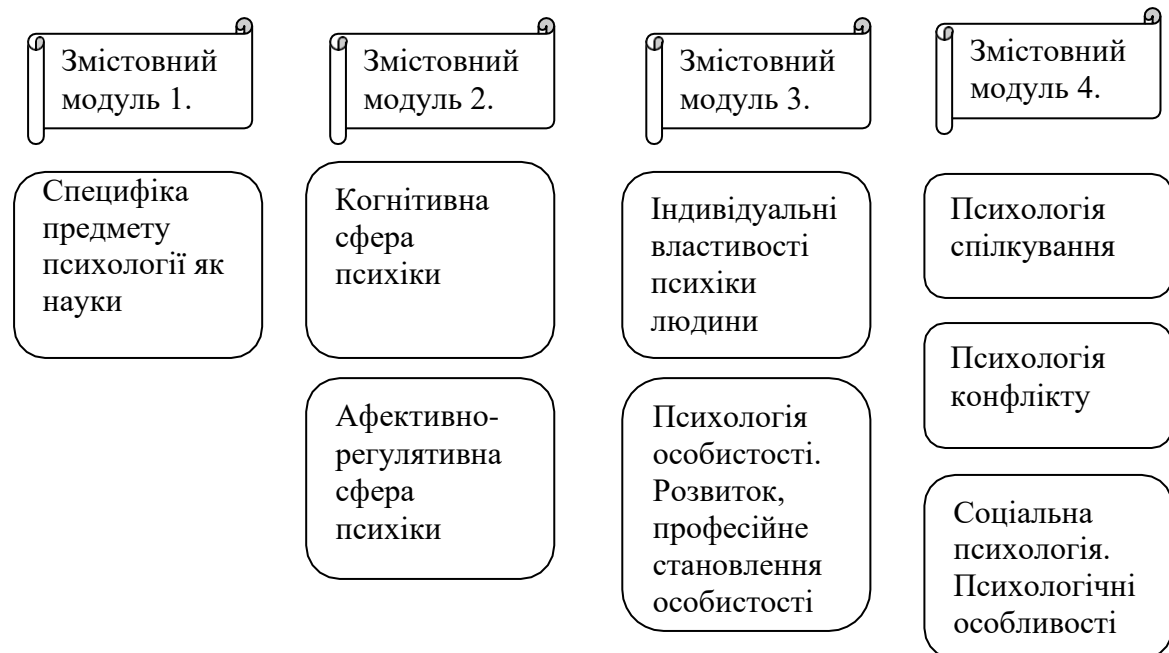 Змістовний
модуль 1.
Специфіка
предмету
психології як
науки
Змістовний
модуль 2.
Когнітивна
сфера
психіки
Афективно-
регулятивна
сфера
психіки
Змістовний
модуль 3.
Індивідуальні
властивості
психіки
людини
Психологія
особистості.
Розвиток,
професійне
становлення
особистості
Змістовний
модуль 4.
Психологія
спілкування
Психологія
конфлікту
Соціальна
психологія.
Психологічні
особливості